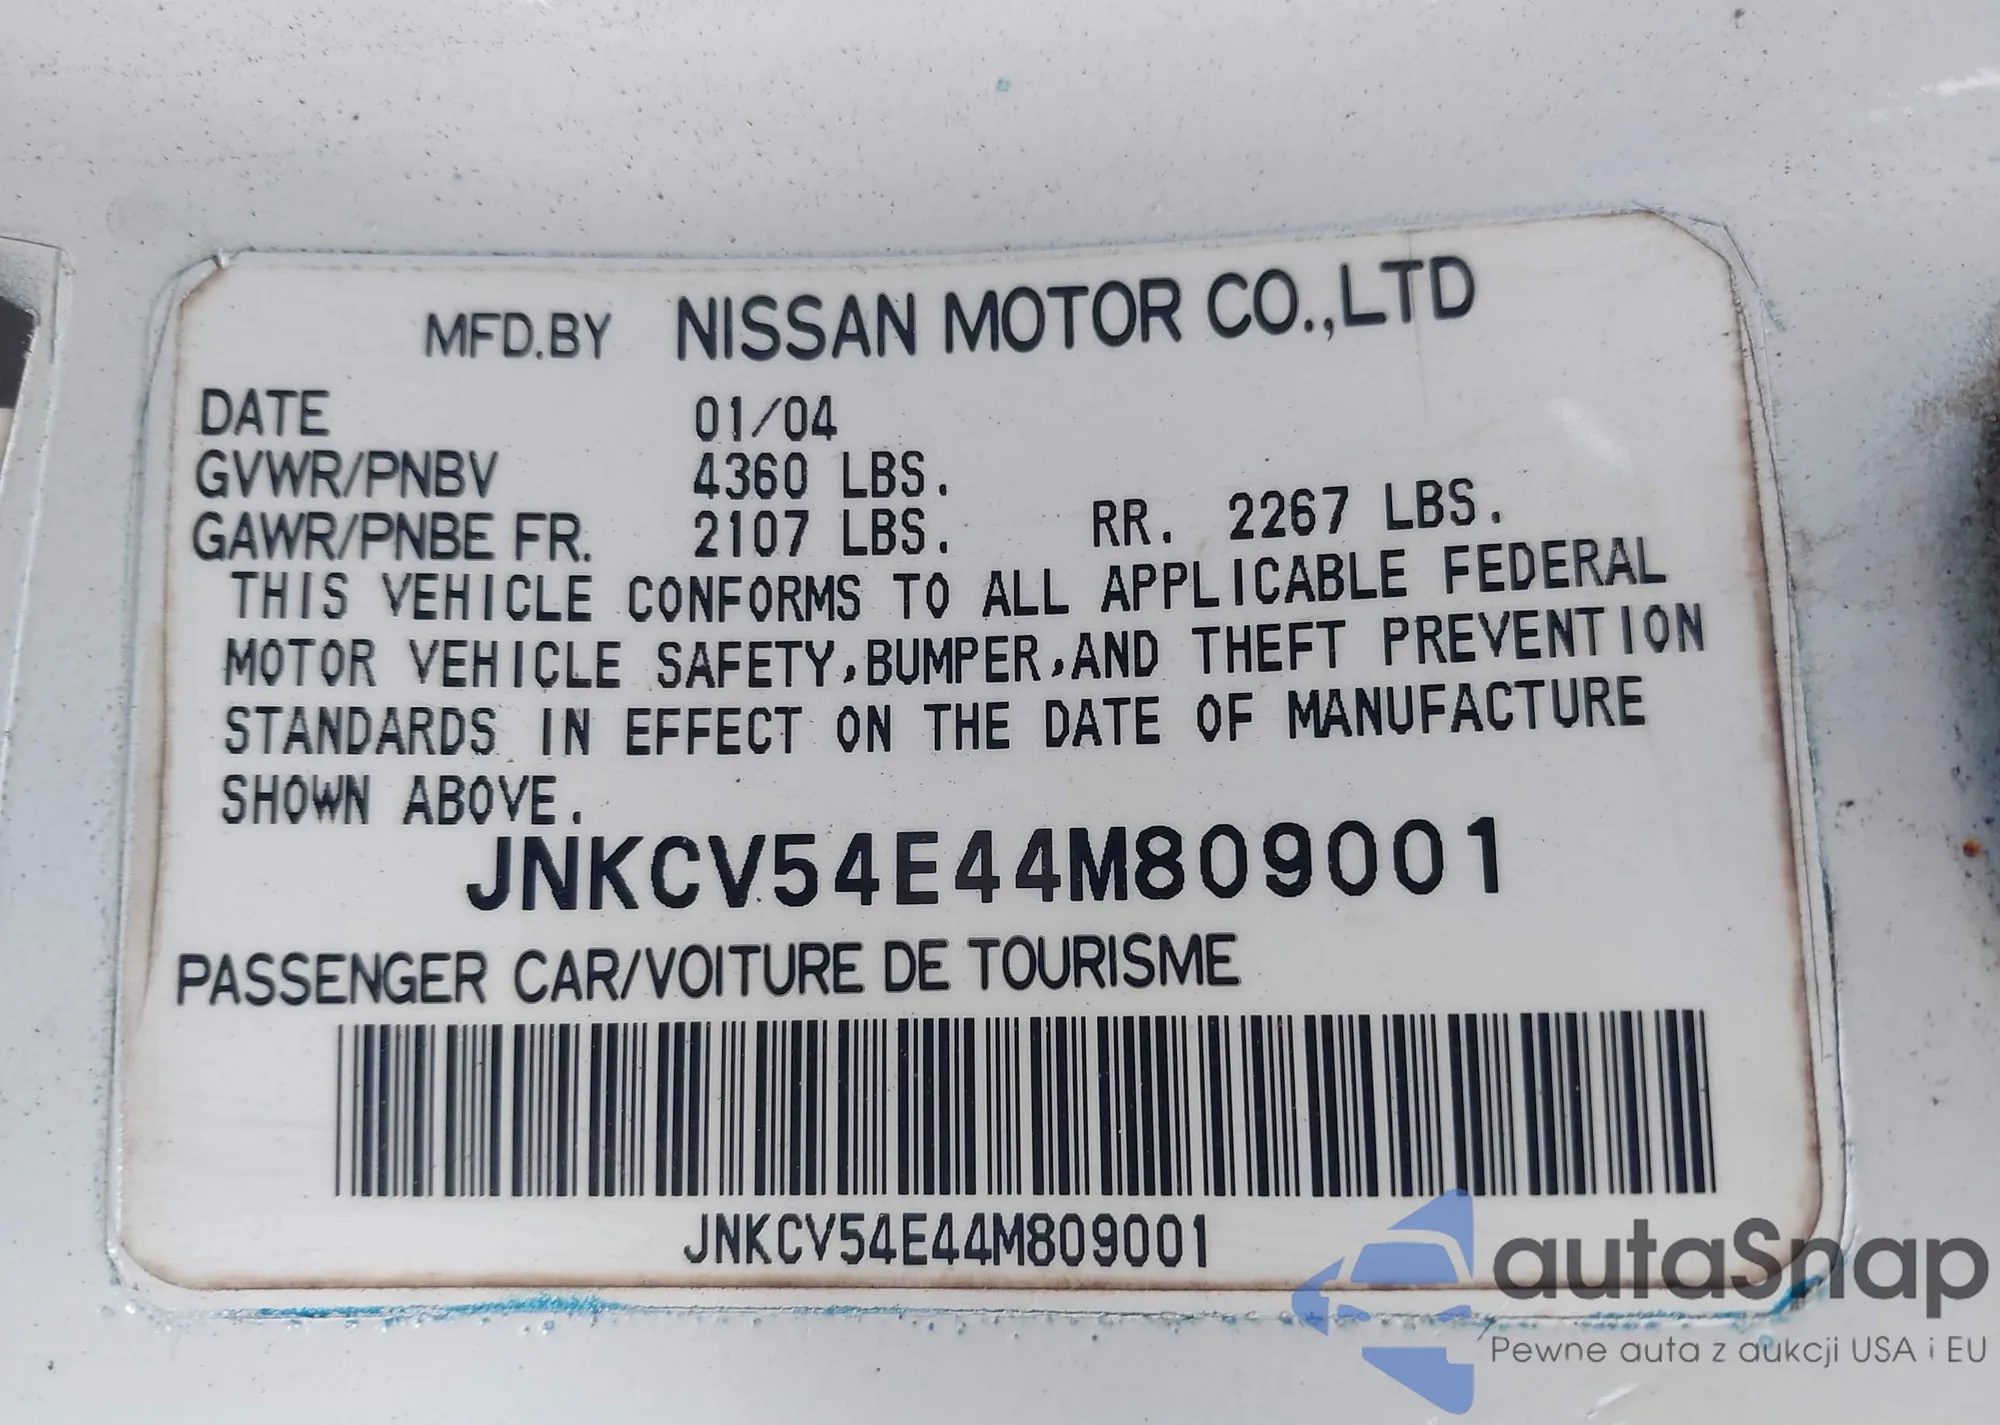 MFD.BY NISSAN MOTOR CO.,LTD
DATE 01/04
GVWR/PNBV 4360 LBS.
GAWR/PNBE FR. 2107 LBS. RR. 2267 LBS.
THIS VEHICLE CONFORMS TO ALL APPLICABLE FEDERAL
MOTOR VEHICLE SAFETY,BUMPER,AND THEFT PREVENTION
STANDARDS IN EFFECT ON THE DATE OF MANUFACTURE
SHOWN ABOVE.
JNKCV54E44M809001
PASSENGER CAR/VOITURE DE TOURISME
JNKCV54E44M809001
autaSnap
Pewne auta z aukcji USA i EU